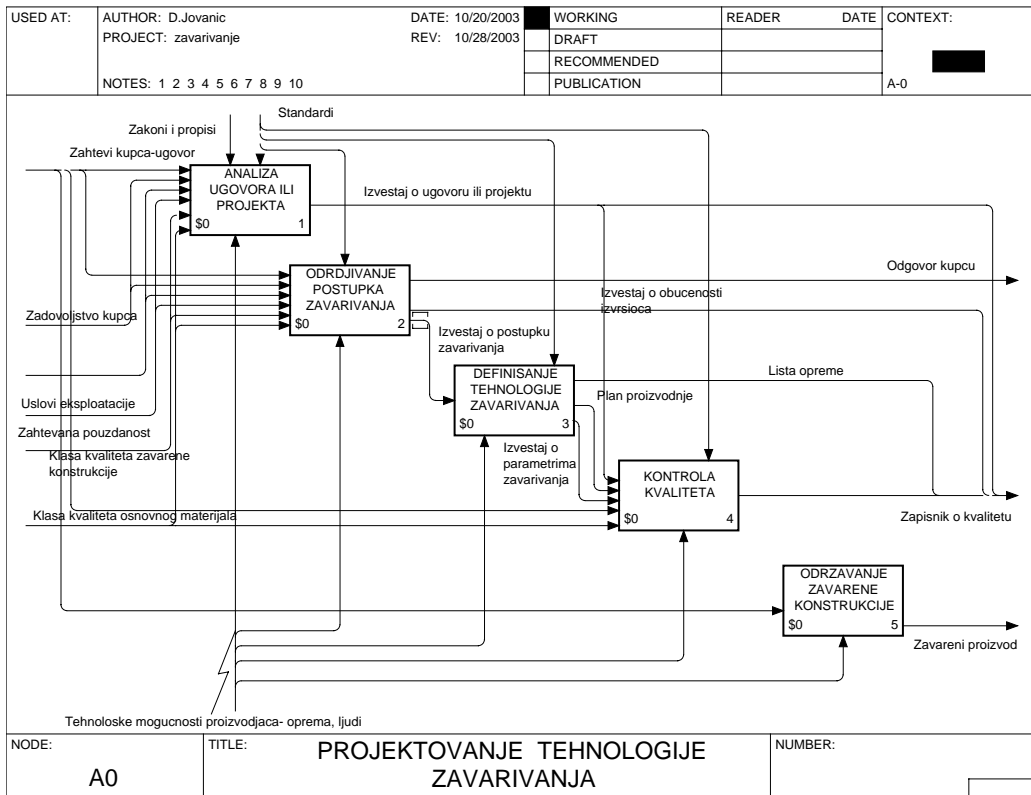 USED AT:
AUTHOR: D.Jovanic
DATE: 10/20/2003
WORKING
READER
DATE
CONTEXT:
PROJECT: zavarivanje
REV: 10/28/2003
DRAFT
RECOMMENDED
NOTES: 1 2 3 4 5 6 7 8 9 10
PUBLICATION
A-0
Standardi
Zakoni i propisi
Zahtevi kupca-ugovor
ANALIZA
UGOVORA ILI
PROJEKTA
$0
1
Izvestaj o ugovoru ili projektu
ODRDJIVANJE
POSTUPKA
ZAVARIVANJA
$0
2
Odgovor kupcu
Izvestaj o obucenosti
izvrsioca
Zadovoljstvo kupca
Izvestaj o postupku
zavarivanja
DEFINISANJE
TEHNOLOGIJE
ZAVARIVANJA
$0
3
Lista opreme
Plan proizvodnje
Uslovi eksploatacije
Zahtevana pouzdanost
Klasa kvaliteta zavarene
konstrukcije
Izvestaj o
parametrima
zavarivanja
KONTROLA
KVALITETA
$0
4
Klasa kvaliteta osnovnog materijala
Zapisnik o kvalitetu
ODRZAVANJE
ZAVARENE
KONSTRUKCIJE
$0
5
Zavareni proizvod
Tehnoloske mogucnosti proizvodjaca- oprema, ljudi
NODE:
TITLE:
NUMBER:
A0
PROJEKTOVANJE TEHNOLOGIJE
ZAVARIVANJA